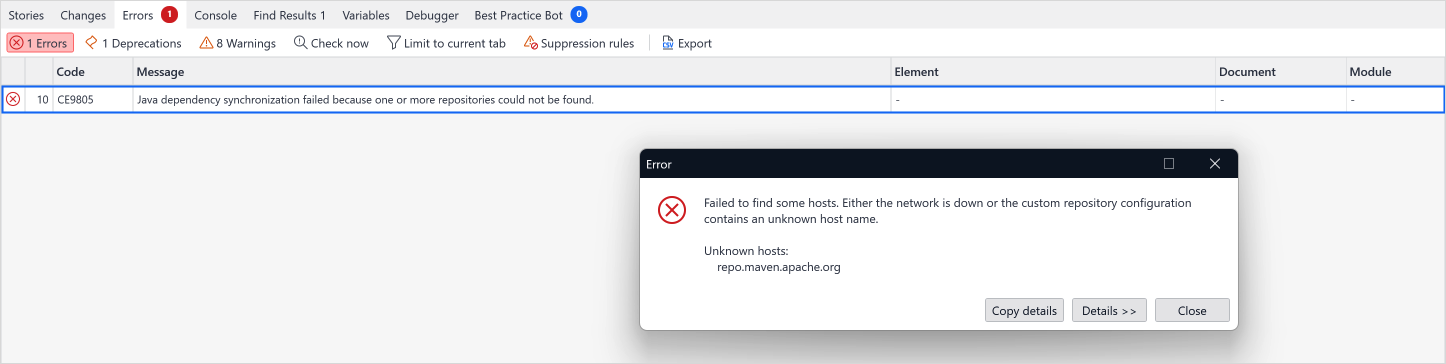 Stories Changes Errors 1 Console Find Results 1 Variables Debugger Best Practice Bot 0
1 Errors 1 Deprecations 8 Warnings Check now Limit to current tab Suppression rules CSV Export
Code Message Element Document Module
10 CE9805 Java dependency synchronization failed because one or more repositories could not be found. - - -
Error
Failed to find some hosts. Either the network is down or the custom repository configuration
contains an unknown host name.
Unknown hosts:
repo.maven.apache.org
Copy details Details >> Close